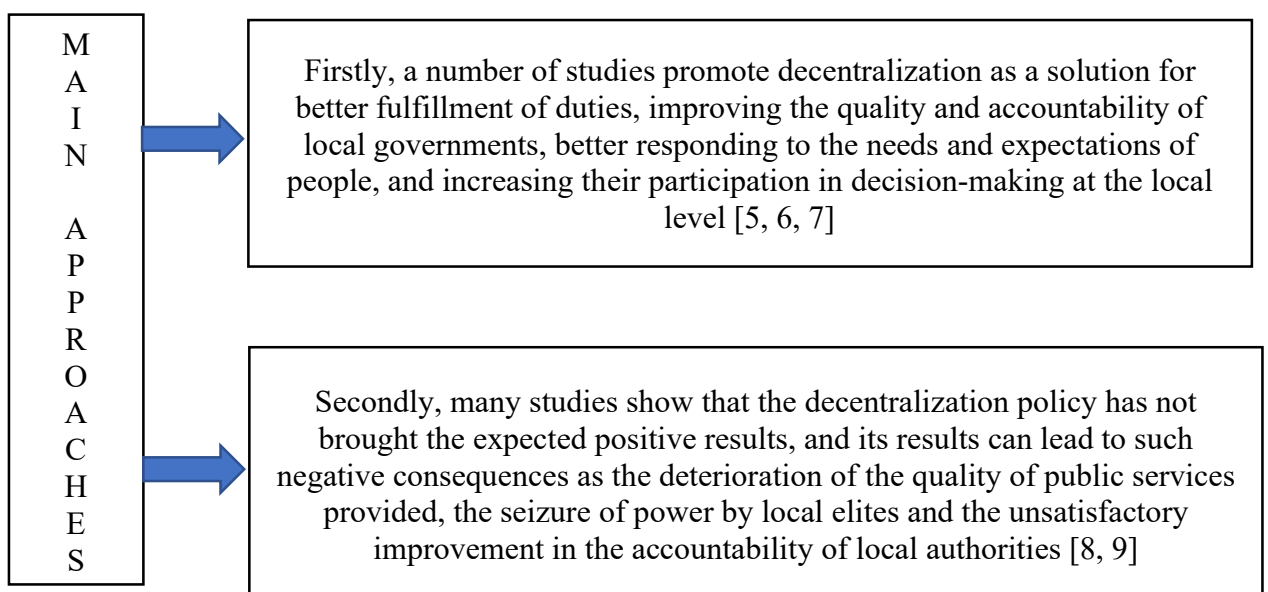 MAIN APPROACHES
Firstly, a number of studies promote decentralization as a solution for
better fulfillment of duties, improving the quality and accountability of
local governments, better responding to the needs and expectations of
people, and increasing their participation in decision-making at the local
level [5, 6, 7]
Secondly, many studies show that the decentralization policy has not
brought the expected positive results, and its results can lead to such
negative consequences as the deterioration of the quality of public services
provided, the seizure of power by local elites and the unsatisfactory
improvement in the accountability of local authorities [8, 9]